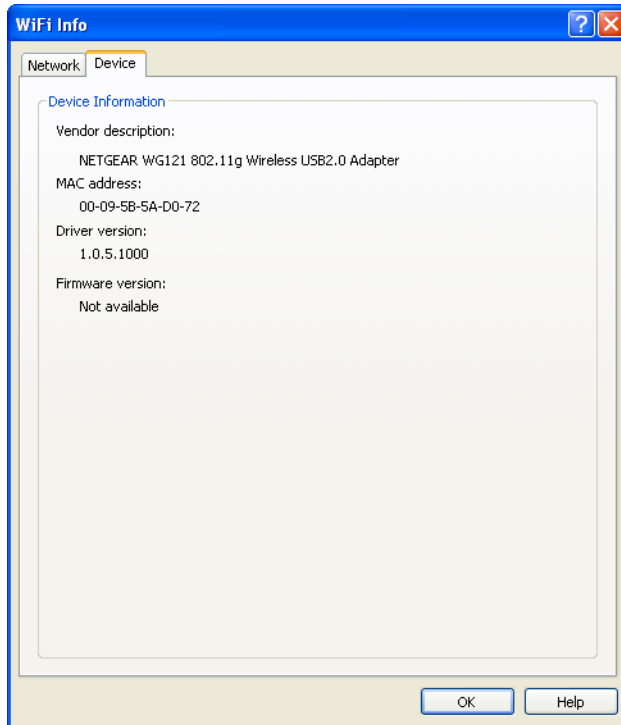 WiFi Info
Network Device
Device Information
Vendor description:
NETGEAR WG121 802.11g Wireless USB2.0 Adapter
MAC address:
00-09-5B-5A-D0-72
Driver version:
1.0.5.1000
Firmware version:
Not available
OK Help